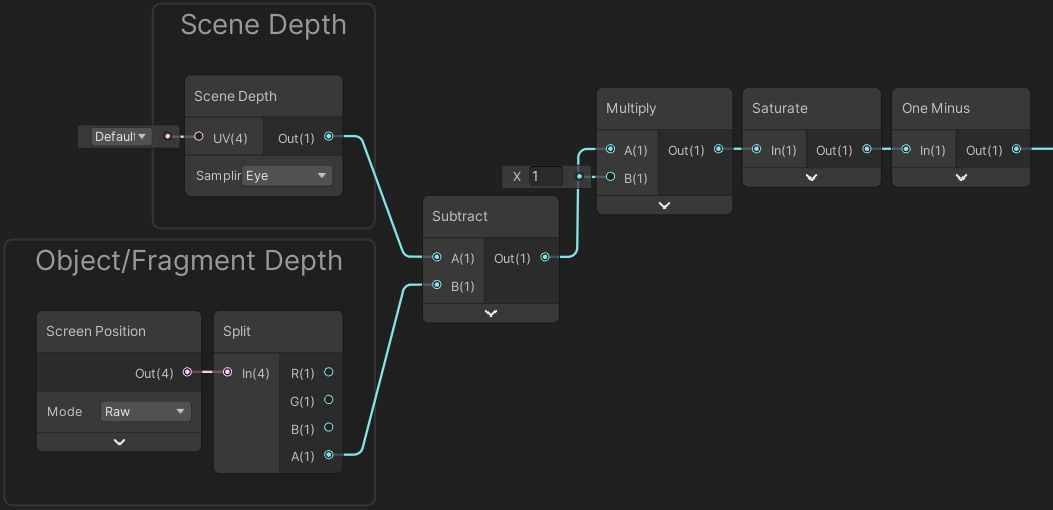 Scene Depth
Scene Depth
Default
UV(4) Out(1)
Samplin Eye
Object/Fragment Depth
Screen Position
Out(4)
Mode Raw
Split
In(4) R(1)
G(1)
B(1)
A(1)
Subtract
A(1) Out(1)
B(1)
X 1
Multiply
A(1) Out(1)
B(1)
Saturate
In(1) Out(1)
One Minus
In(1) Out(1)